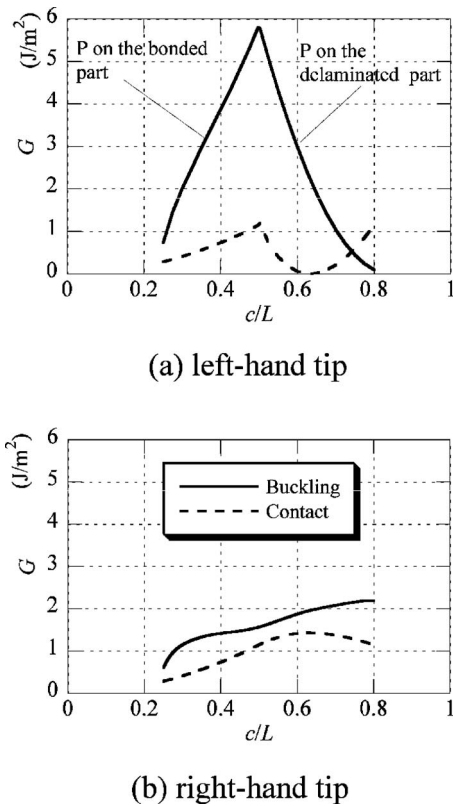 G (J/m²)
6
5
4
3
2
1
0
P on the bonded
part
P on the
delaminated part
0 0.2 0.4 0.6 0.8 1
c/L
(a) left-hand tip
G (J/m²)
6
5
4
3
2
1
0
Buckling
Contact
0 0.2 0.4 0.6 0.8 1
c/L
(b) right-hand tip